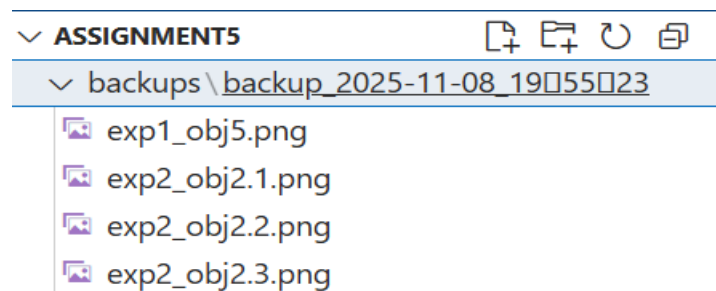 ASSIGNMENT5
backups\backup_2025-11-08_19▯55▯23
exp1_obj5.png
exp2_obj2.1.png
exp2_obj2.2.png
exp2_obj2.3.png